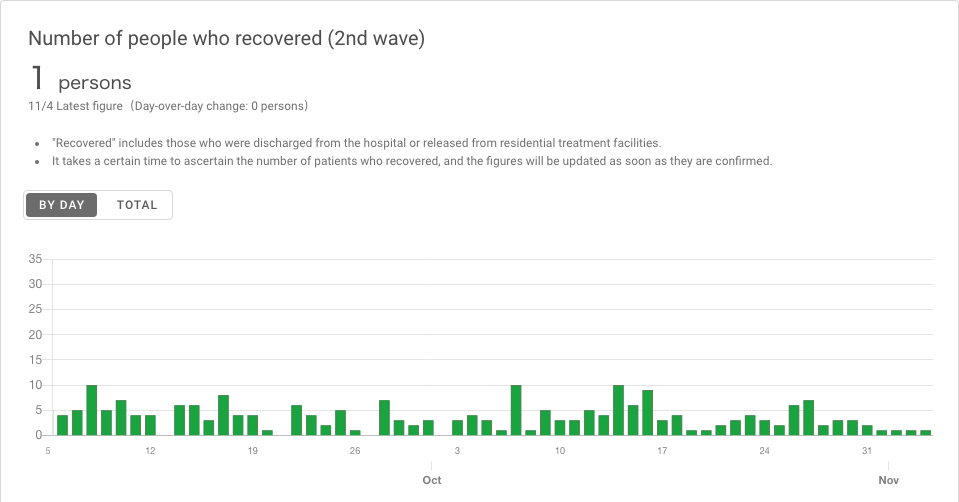 Number of people who recovered (2nd wave)
1 persons
11/4 Latest figure（Day-over-day change: 0 persons）
• "Recovered" includes those who were discharged from the hospital or released from residential treatment facilities.
• It takes a certain time to ascertain the number of patients who recovered, and the figures will be updated as soon as they are confirmed.
BY DAY TOTAL
35
30
25
20
15
10
5
0
5 12 19 26 3 10 17 24 31
Oct Nov